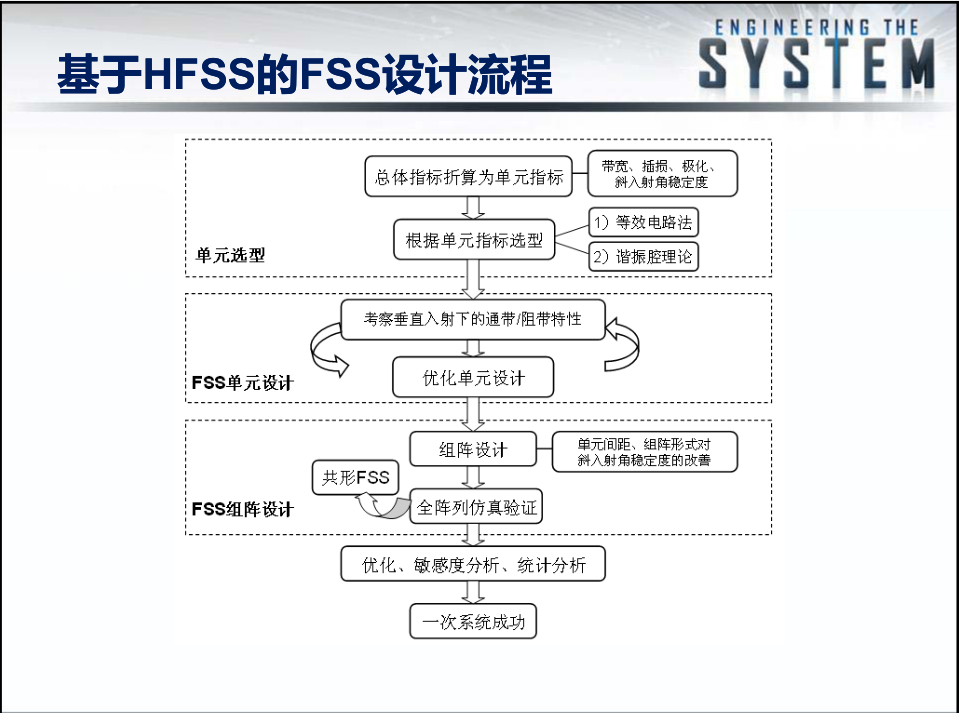 ENGINEERING THE
SYSTEM
基于HFSS的FSS设计流程
总体指标折算为单元指标
带宽、插损、极化、
斜入射角稳定度
根据单元指标选型
1）等效电路法
2）谐振腔理论
单元选型
考察垂直入射下的通带/阻带特性
优化单元设计
FSS单元设计
组阵设计
单元间距、组阵形式对
斜入射角稳定度的改善
共形FSS
全阵列仿真验证
FSS组阵设计
优化、敏感度分析、统计分析
一次系统成功